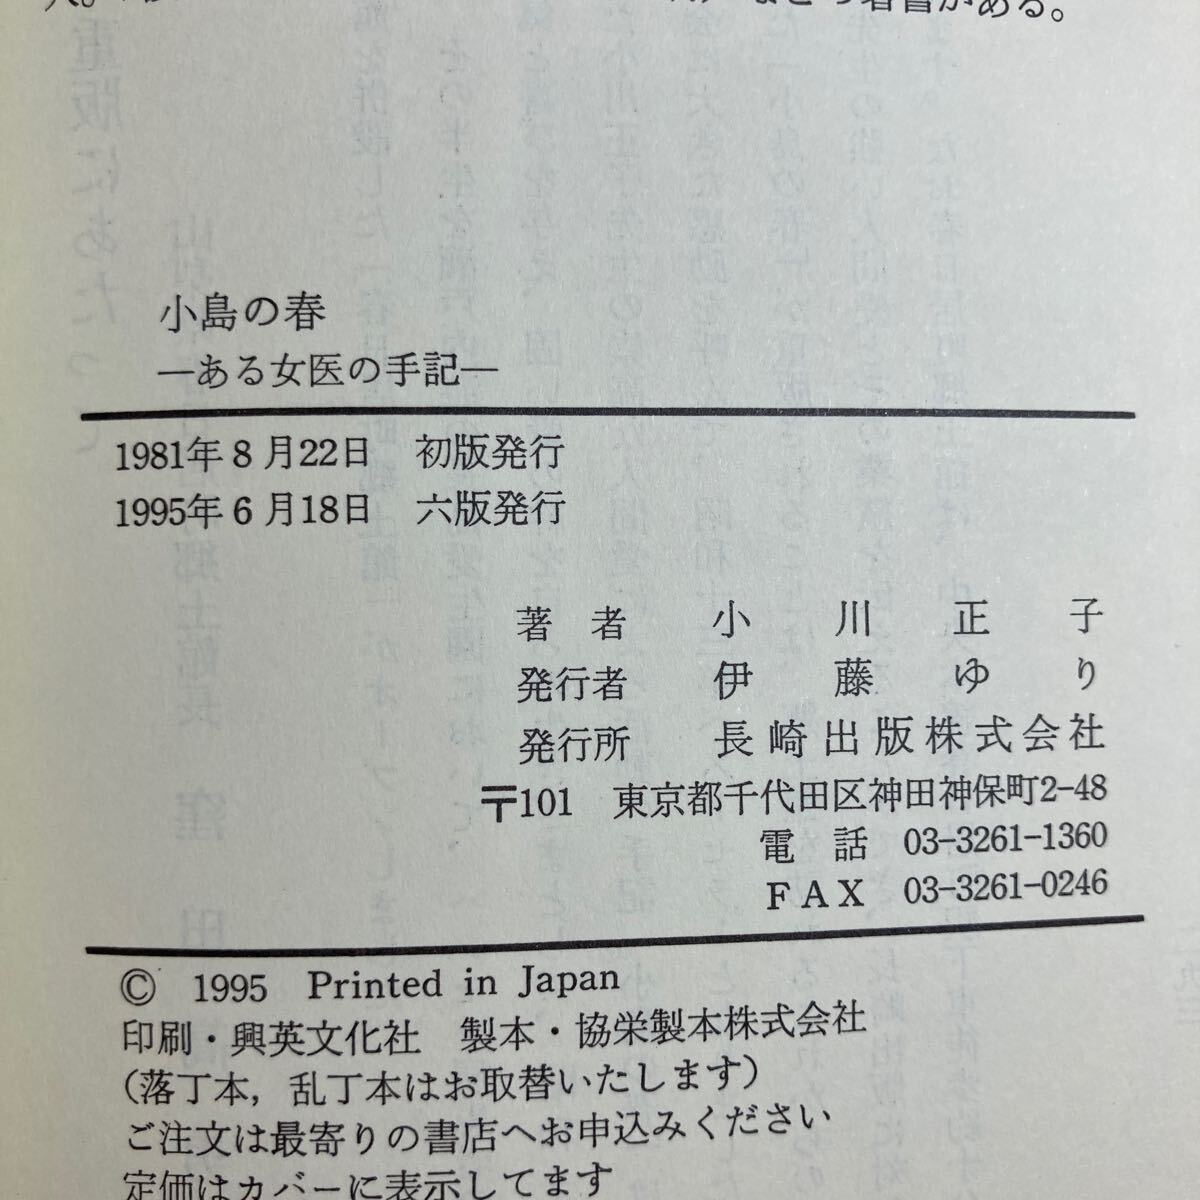 著書がある。
小島の春
―ある女医の手記―
1981年8月22日　初版発行
1995年6月18日　六版発行
著　者　小　川　正　子
発行者　伊　藤　ゆ　り
発行所　長崎出版株式会社
〒101　東京都千代田区神田神保町2-48
電　話　03-3261-1360
FAX　03-3261-0246
© 1995 Printed in Japan
印刷・興英文化社　製本・協栄製本株式会社
(落丁本, 乱丁本はお取替いたします)
ご注文は最寄りの書店へお申込みください
定価はカバーに表示してます